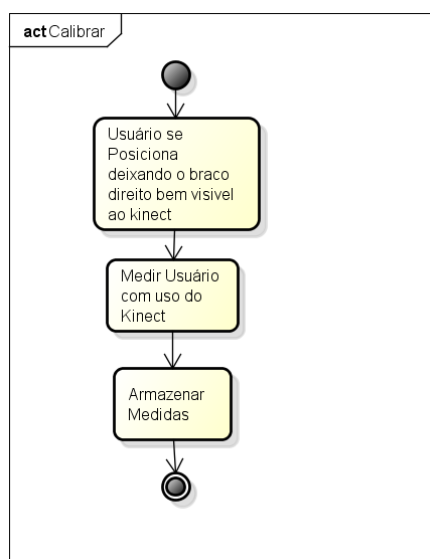 act Calibrar
Usuário se
Posiciona
deixando o braco
direito bem visivel
ao kinect
Medir Usuário
com uso do
Kinect
Armazenar
Medidas